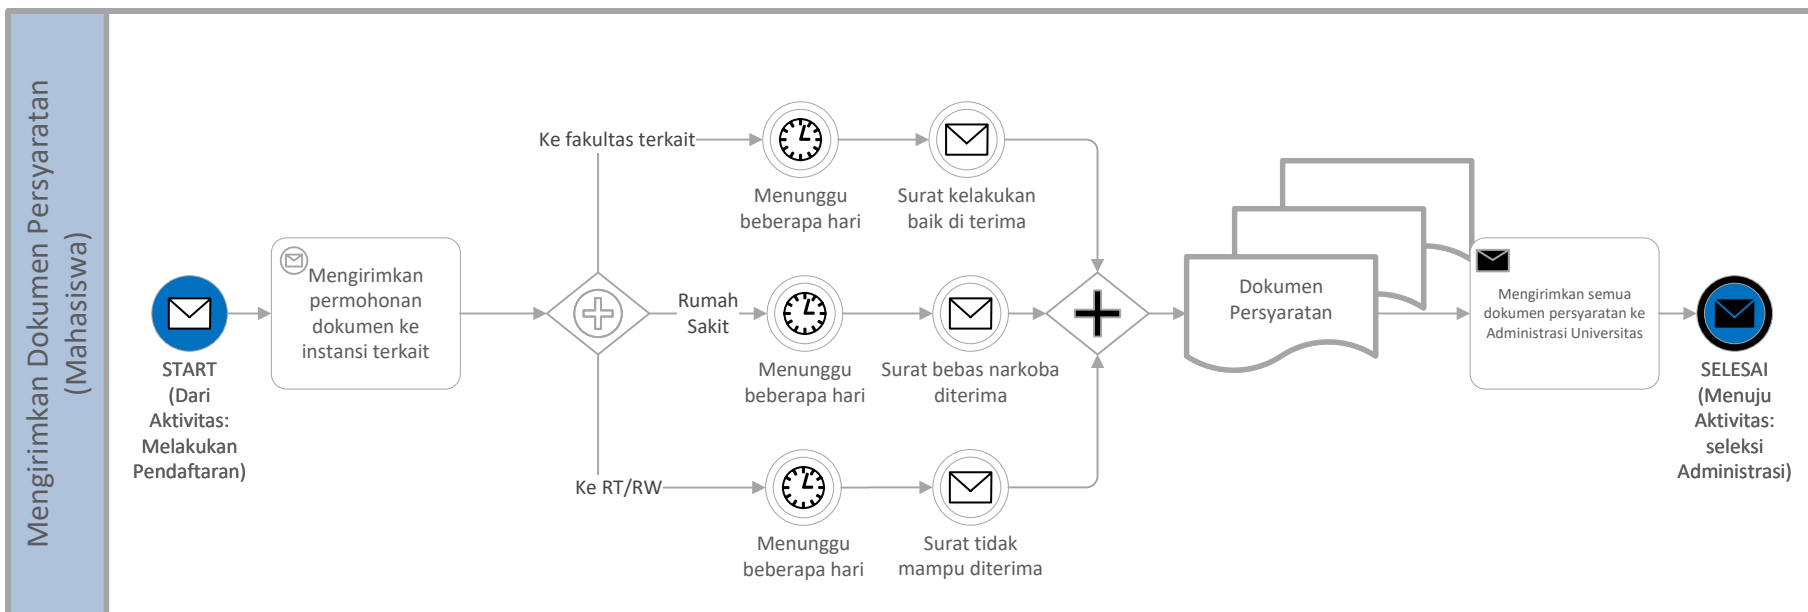 Mengirimkan Dokumen Persyaratan
(Mahasiswa)
START
(Dari
Aktivitas:
Melakukan
Pendaftaran)
Mengirimkan
permohonan
dokumen ke
instansi terkait
Ke fakultas terkait
Menunggu
beberapa hari
Surat kelakukan
baik di terima
Rumah
Sakit
Menunggu
beberapa hari
Surat bebas narkoba
diterima
Ke RT/RW
Menunggu
beberapa hari
Surat tidak
mampu diterima
Dokumen
Persyaratan
Mengirimkan semua
dokumen persyaratan ke
Administrasi Universitas
SELESAI
(Menuju
Aktivitas:
seleksi
Administrasi)